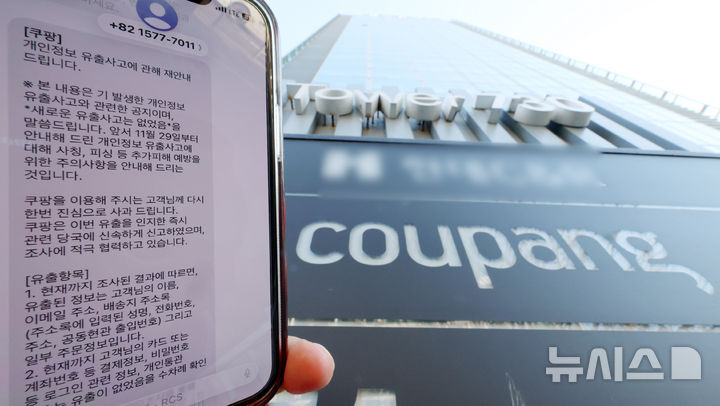 +82 1577-7011
[쿠팡]
개인정보 유출사고에 관해 재안내
드립니다.
※ 본 내용은 기 발생한 개인정보
유출사고와 관련한 공지이며,
*새로운 유출사고는 없었음*을
말씀드립니다. 앞서 11월 29일부터
안내해 드린 개인정보 유출사고에
대해 사칭, 피싱 등 추가피해 예방을
위한 주의사항을 안내해 드리는
것입니다.
쿠팡을 이용해 주시는 고객님께 다시
한번 진심으로 사과 드립니다.
쿠팡은 이번 유출을 인지한 즉시
관련 당국에 신속하게 신고하였으며,
조사에 적극 협력하고 있습니다.
[유출항목]
1. 현재까지 조사된 결과에 따르면,
유출된 정보는 고객님의 이름,
이메일 주소, 배송지 주소록
(주소록에 입력된 성명, 전화번호,
주소, 공동현관 출입번호) 그리고
일부 주문정보입니다.
2. 현재까지 고객님의 카드 또는
계좌번호 등 결제정보, 비밀번호
등 로그인 관련 정보, 개인통관
유출이 없었음을 수차례 확인
RCS
Tower 730
coupang
coupang
뉴시스